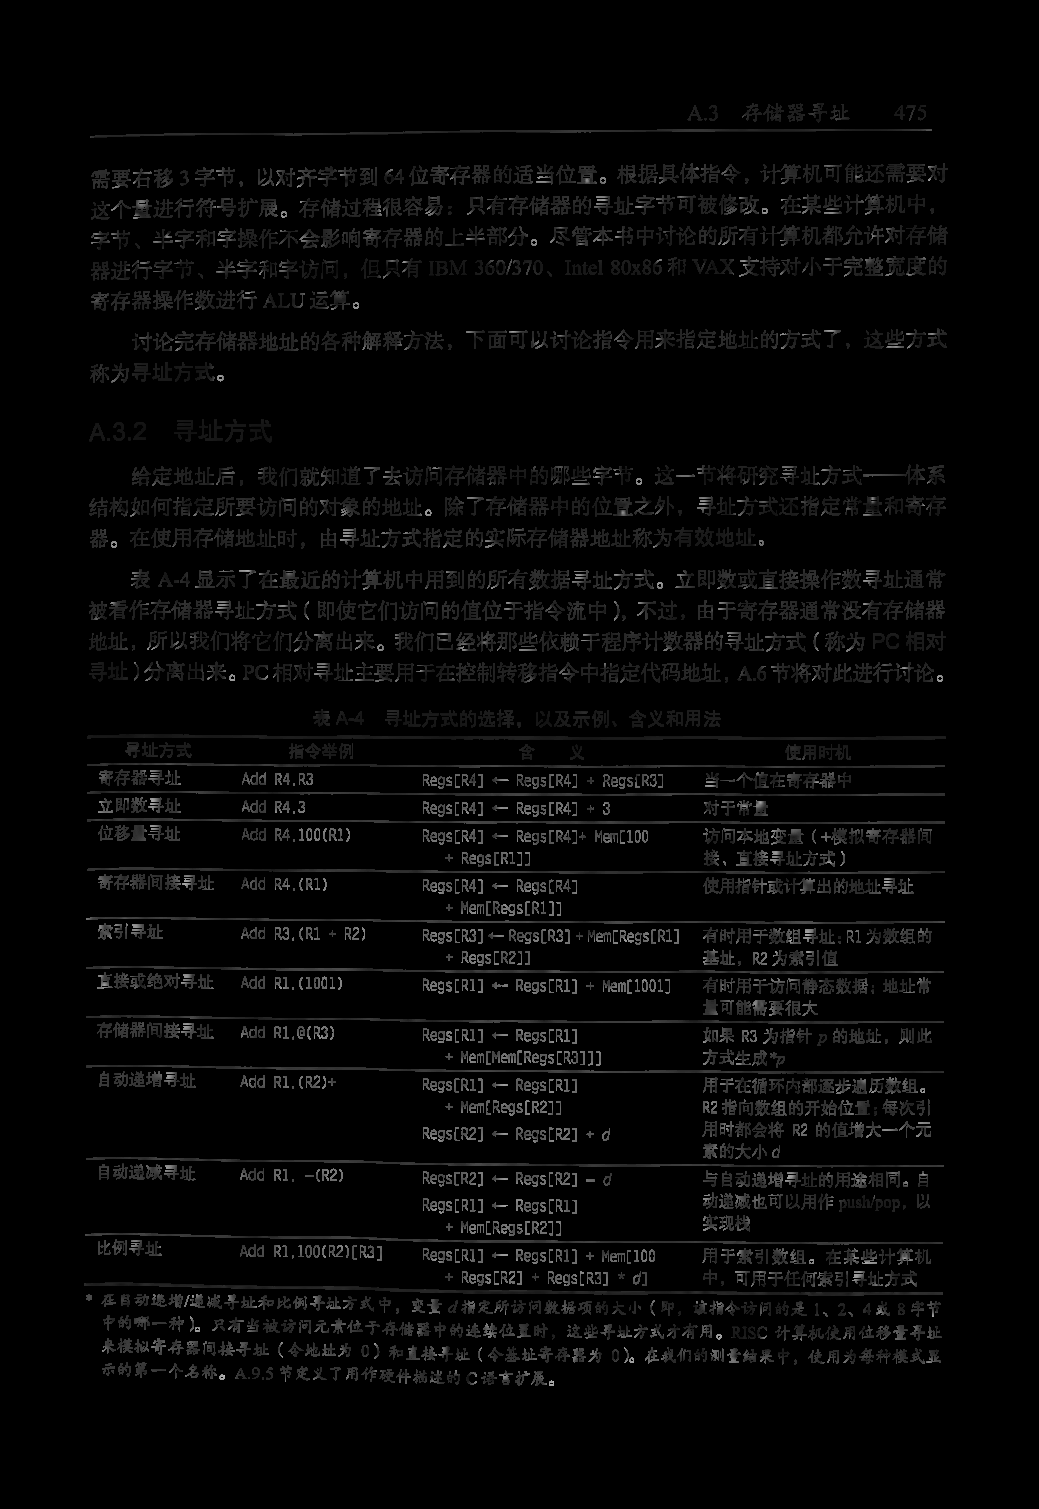 A.3 存储器寻址 475
需要右移 3 字节，以对齐字节到 64 位寄存器的适当位置。根据具体指令，计算机可能还需要对
这个量进行符号扩展。存储过程很容易：只有存储器的寻址字节可被修改。在某些计算机中，
字节、半字和字操作不会影响寄存器的上半部分。尽管本书中讨论的所有计算机都允许对存储
器进行字节、半字和字访问，但只有 IBM 360/370、Intel 80x86 和 VAX 支持对小于完整宽度的
寄存器操作数进行 ALU 运算。
讨论完存储器地址的各种解释方法，下面可以讨论指令用来指定地址的方式了，这些方式
称为寻址方式。
A.3.2 寻址方式
给定地址后，我们就知道了去访问存储器中的哪些字节。这一节将研究寻址方式——体系
结构如何指定所要访问的对象的地址。除了存储器中的位置之外，寻址方式还指定常量和寄存
器。在使用存储地址时，由寻址方式指定的实际存储器地址称为有效地址。
表 A-4 显示了在最近的计算机中用到的所有数据寻址方式。立即数或直接操作数寻址通常
被看作存储器寻址方式（即使它们访问的值位于指令流中），不过，由于寄存器通常没有存储器
地址，所以我们将它们分离出来。我们已经将那些依赖于程序计数器的寻址方式（称为 PC 相对
寻址）分离出来。PC 相对寻址主要用于在控制转移指令中指定代码地址，A.6 节将对此进行讨论。
表 A-4 寻址方式的选择，以及示例、含义和用法
寻址方式 指令举例 含 义 使用时机
寄存器寻址 Add R4,R3 Regs[R4] ← Regs[R4] + Regs[R3] 当一个值在寄存器中
立即数寻址 Add R4,3 Regs[R4] ← Regs[R4] + 3 对于常量
位移量寻址 Add R4,100(R1) Regs[R4] ← Regs[R4]+ Mem[100 访问本地变量（+模拟寄存器间
+ Regs[R1]] 接、直接寻址方式）
寄存器间接寻址 Add R4,(R1) Regs[R4] ← Regs[R4] 使用指针或计算出的地址寻址
+ Mem[Regs[R1]]
索引寻址 Add R3,(R1 + R2) Regs[R3] ← Regs[R3] + Mem[Regs[R1] 有时用于数组寻址：R1 为数组的
+ Regs[R2]] 基址，R2 为索引值
直接或绝对寻址 Add R1,(1001) Regs[R1] ← Regs[R1] + Mem[1001] 有时用于访问静态数据；地址常
量可能需要很大
存储器间接寻址 Add R1,@(R3) Regs[R1] ← Regs[R1] 如果 R3 为指针 p 的地址，则此
+ Mem[Mem[Regs[R3]]] 方式生成*p
自动递增寻址 Add R1,(R2)+ Regs[R1] ← Regs[R1] 用于在循环内部逐步遍历数组。
+ Mem[Regs[R2]] R2 指向数组的开始位置；每次引
Regs[R2] ← Regs[R2] + d 用时都会将 R2 的值增大一个元
素的大小 d
自动递减寻址 Add R1, −(R2) Regs[R2] ← Regs[R2] − d 与自动递增寻址的用途相同。自
Regs[R1] ← Regs[R1] 动递减也可以用作 push/pop，以
+ Mem[Regs[R2]] 实现栈
比例寻址 Add R1,100(R2)[R3] Regs[R1] ← Regs[R1] + Mem[100 用于索引数组。在某些计算机
+ Regs[R2] + Regs[R3] * d] 中，可用于任何索引寻址方式
* 在自动递增/递减寻址和比例寻址方式中，变量 d 指定所访问数据项的大小（即，该指令访问的是 1、2、4 或 8 字节
中的哪一种）。只有当被访问元素位于存储器中的连续位置时，这些寻址方式才有用。RISC 计算机使用位移量寻址
来模拟寄存器间接寻址（令地址为 0）和直接寻址（令基址寄存器为 0）。在我们的测量结果中，使用为每种模式显
示的第一个名称。A.9.5 节定义了用作硬件描述的 C 语言扩展。